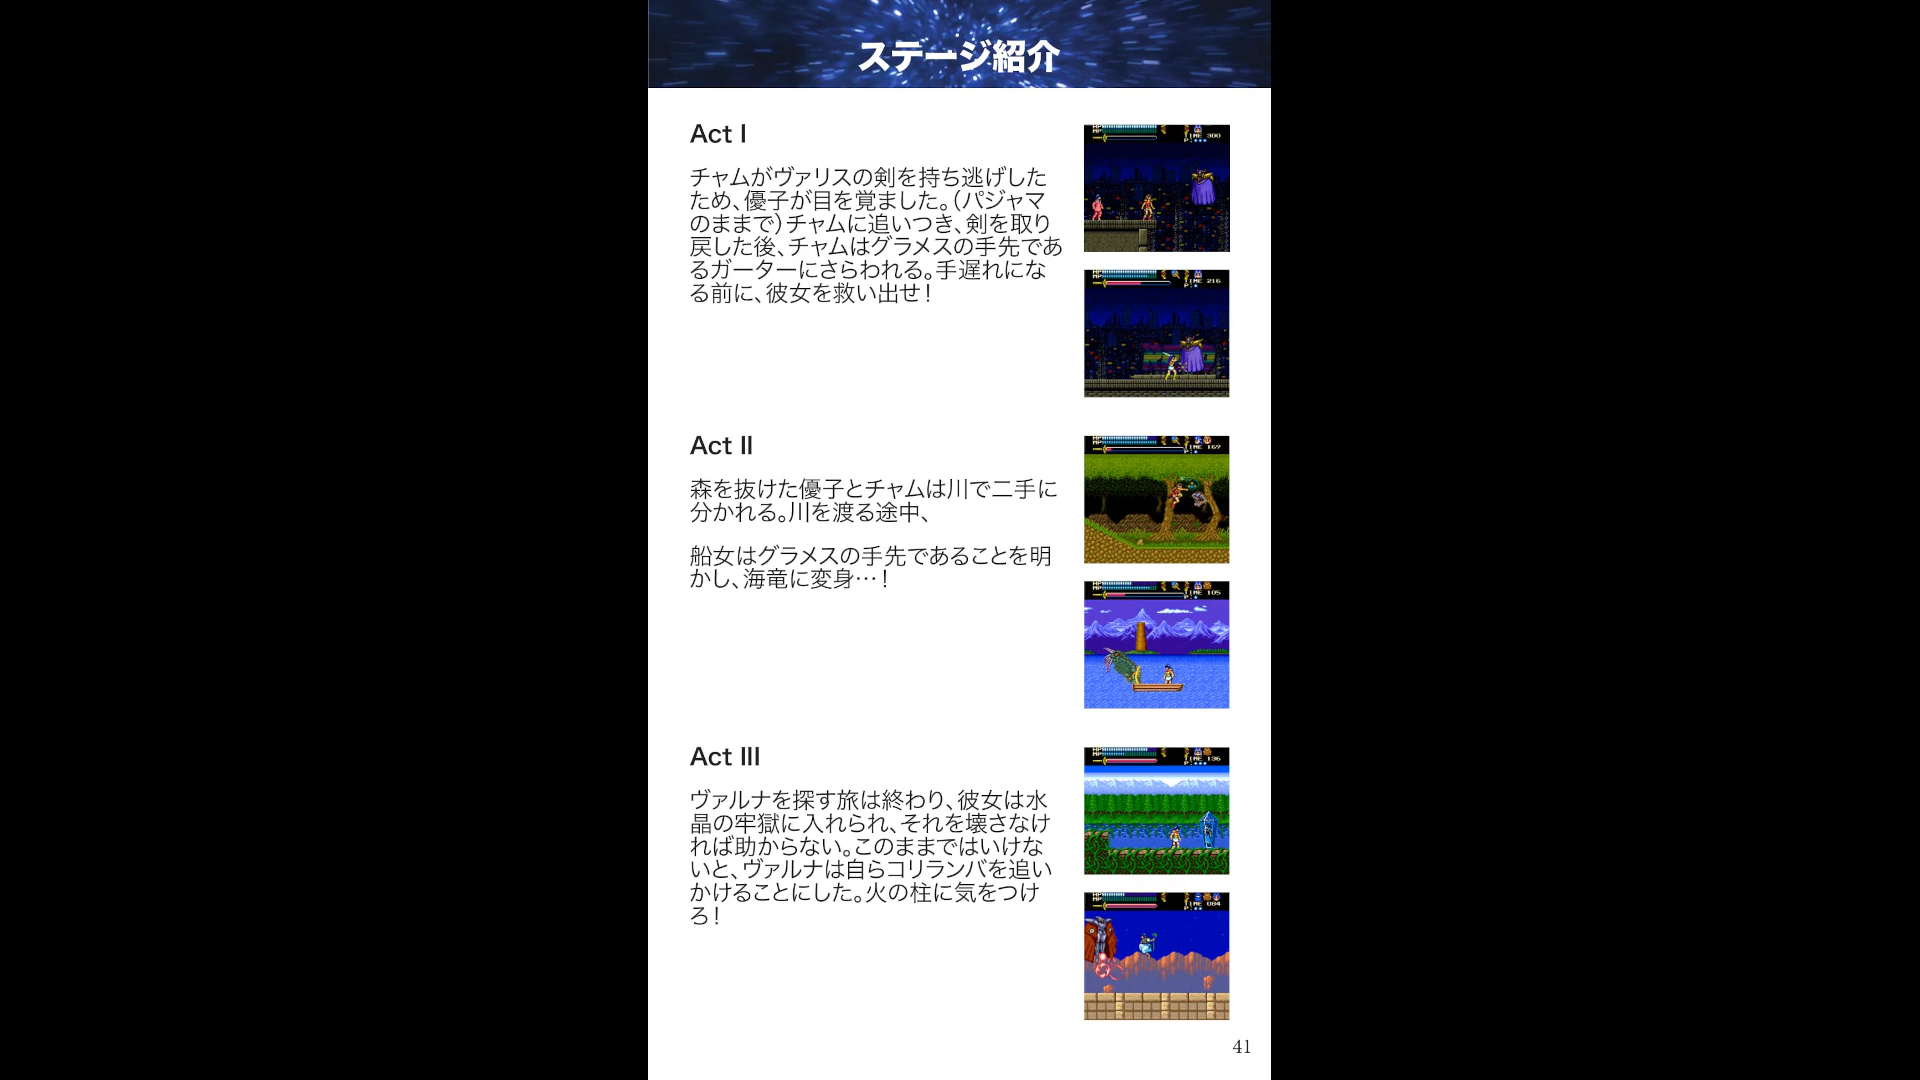 ステージ紹介
Act I
チャムがヴァリスの剣を持ち逃げした
ため、優子が目を覚ました。（パジャマ
のままで）チャムに追いつき、剣を取り
戻した後、チャムはグラメスの手先であ
るガーターにさらわれる。手遅れにな
る前に、彼女を救い出せ！
TIME 300
TIME 216
Act II
森を抜けた優子とチャムは川で二手に
分かれる。川を渡る途中、
船女はグラメスの手先であることを明
かし、海竜に変身…！
TIME 169
TIME 105
Act III
ヴァルナを探す旅は終わり、彼女は水
晶の牢獄に入れられ、それを壊さなけ
れば助からない。このままではいけな
いと、ヴァルナは自らコリランバを追い
かけることにした。火の柱に気をつけ
ろ！
TIME 136
TIME 084
41